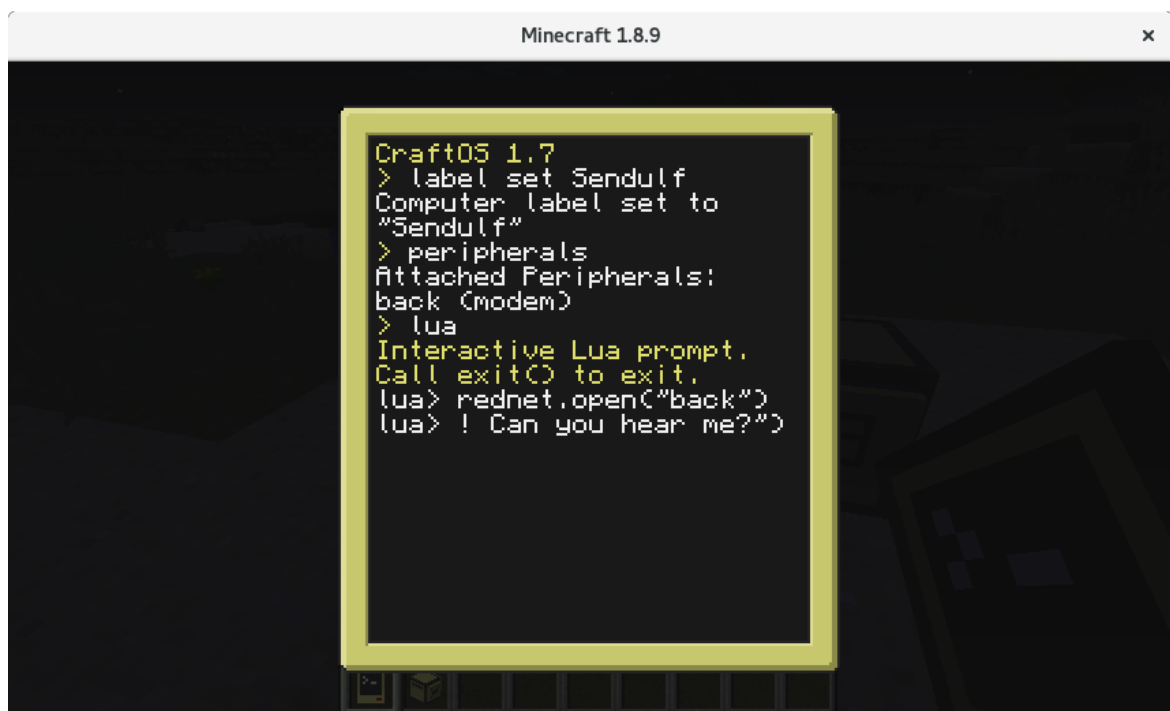 Minecraft 1.8.9
CraftOS 1.7
> label set Sendulf
Computer label set to
"Sendulf"
> peripherals
Attached Peripherals:
back (modem)
> lua
Interactive Lua prompt.
Call exit() to exit.
lua> rednet.open("back")
lua> ! Can you hear me?")